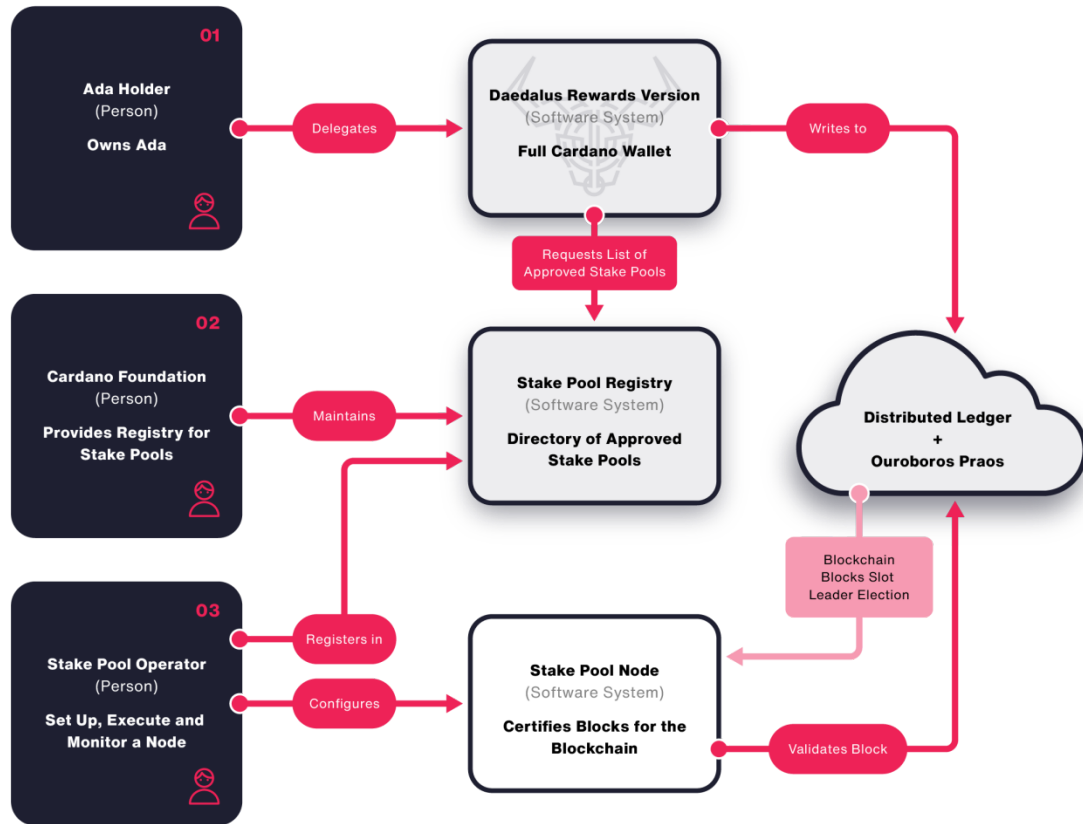 01
Ada Holder
(Person)
Owns Ada
Delegates
Daedalus Rewards Version
(Software System)
Full Cardano Wallet
Writes to
Requests List of
Approved Stake Pools
02
Cardano Foundation
(Person)
Provides Registry for
Stake Pools
Maintains
Stake Pool Registry
(Software System)
Directory of Approved
Stake Pools
Distributed Ledger
+
Ouroboros Praos
Blockchain
Blocks Slot
Leader Election
03
Stake Pool Operator
(Person)
Set Up, Execute and
Monitor a Node
Registers in
Configures
Stake Pool Node
(Software System)
Certifies Blocks for the
Blockchain
Validates Block